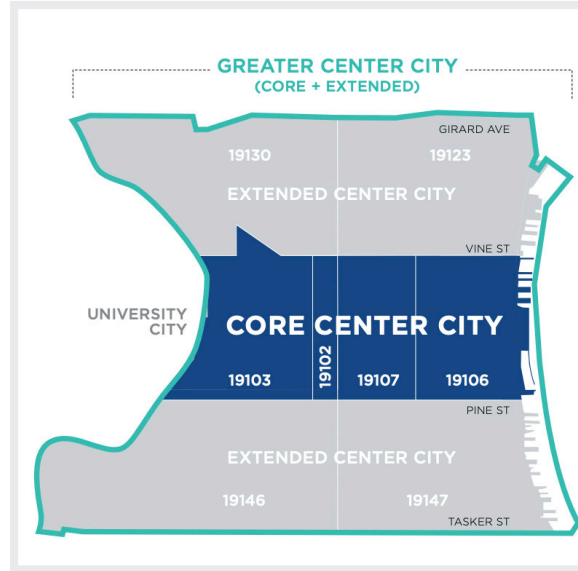 GREATER CENTER CITY
(CORE + EXTENDED)
GIRARD AVE
19130
19123
EXTENDED CENTER CITY
VINE ST
UNIVERSITY
CITY
CORE CENTER CITY
19103
19102
19107
19106
PINE ST
EXTENDED CENTER CITY
19146
19147
TASKER ST